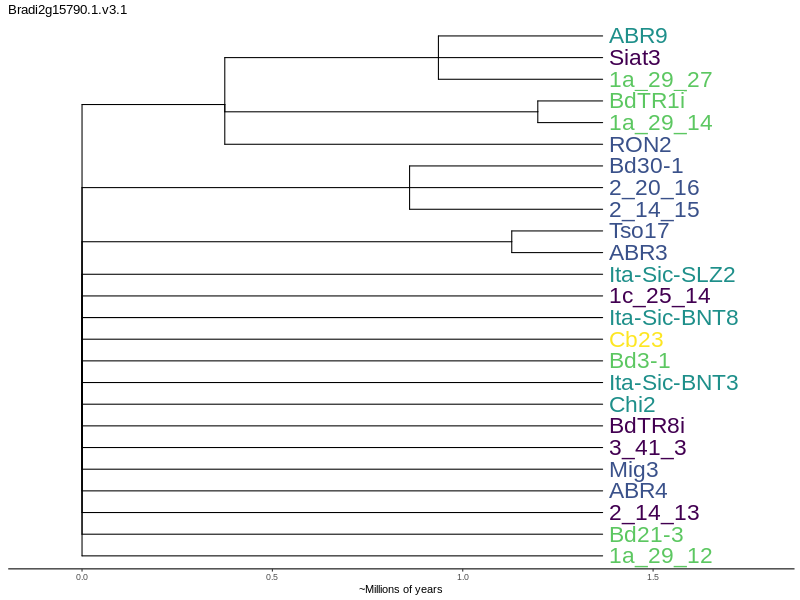 Bradi2g15790.1.v3.1
ABR9
Siat3
1a_29_27
BdTR1i
1a_29_14
RON2
Bd30-1
2_20_16
2_14_15
Tso17
ABR3
Ita-Sic-SLZ2
1c_25_14
Ita-Sic-BNT8
Cb23
Bd3-1
Ita-Sic-BNT3
Chi2
BdTR8i
3_41_3
Mig3
ABR4
2_14_13
Bd21-3
1a_29_12
0.0 0.5 1.0 1.5
~Millions of years